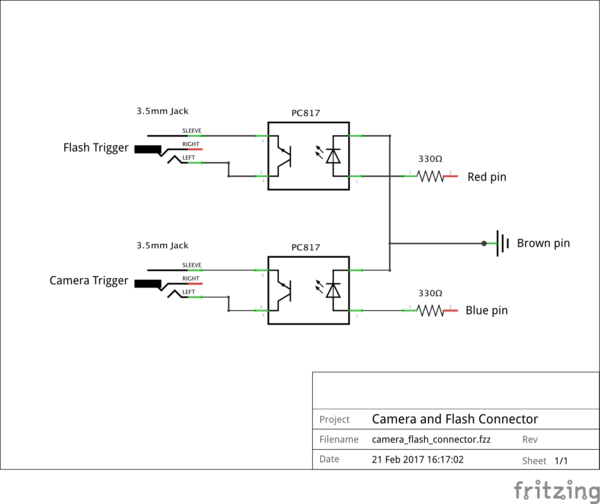 3.5mm Jack
PC817
SLEEVE
Flash Trigger
RIGHT
LEFT
330Ω
Red pin
3.5mm Jack
PC817
Brown pin
SLEEVE
Camera Trigger
RIGHT
LEFT
330Ω
Blue pin
Project Camera and Flash Connector
Filename camera_flash_connector.fzz Rev
Date 21 Feb 2017 16:17:02 Sheet 1/1
fritzing